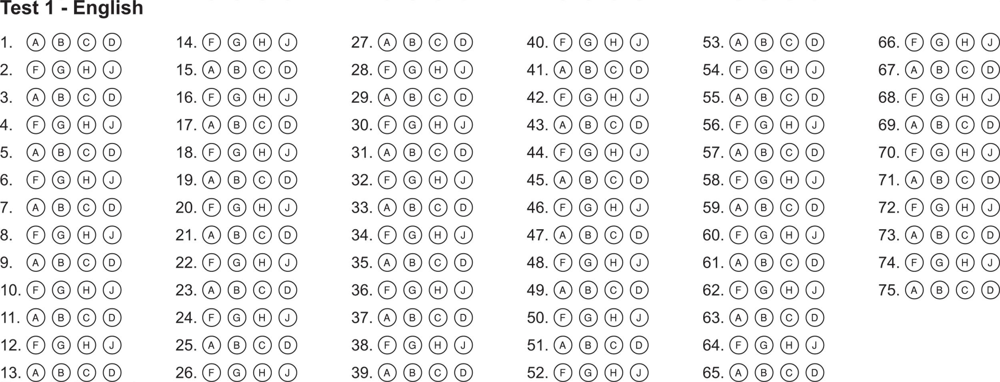 Test 1 - English
1. A B C D 14. F G H J 27. A B C D 40. F G H J 53. A B C D 66. F G H J
2. F G H J 15. A B C D 28. F G H J 41. A B C D 54. F G H J 67. A B C D
3. A B C D 16. F G H J 29. A B C D 42. F G H J 55. A B C D 68. F G H J
4. F G H J 17. A B C D 30. F G H J 43. A B C D 56. F G H J 69. A B C D
5. A B C D 18. F G H J 31. A B C D 44. F G H J 57. A B C D 70. F G H J
6. F G H J 19. A B C D 32. F G H J 45. A B C D 58. F G H J 71. A B C D
7. A B C D 20. F G H J 33. A B C D 46. F G H J 59. A B C D 72. F G H J
8. F G H J 21. A B C D 34. F G H J 47. A B C D 60. F G H J 73. A B C D
9. A B C D 22. F G H J 35. A B C D 48. F G H J 61. A B C D 74. F G H J
10. F G H J 23. A B C D 36. F G H J 49. A B C D 62. F G H J 75. A B C D
11. A B C D 24. F G H J 37. A B C D 50. F G H J 63. A B C D
12. F G H J 25. A B C D 38. F G H J 51. A B C D 64. F G H J
13. A B C D 26. F G H J 39. A B C D 52. F G H J 65. A B C D